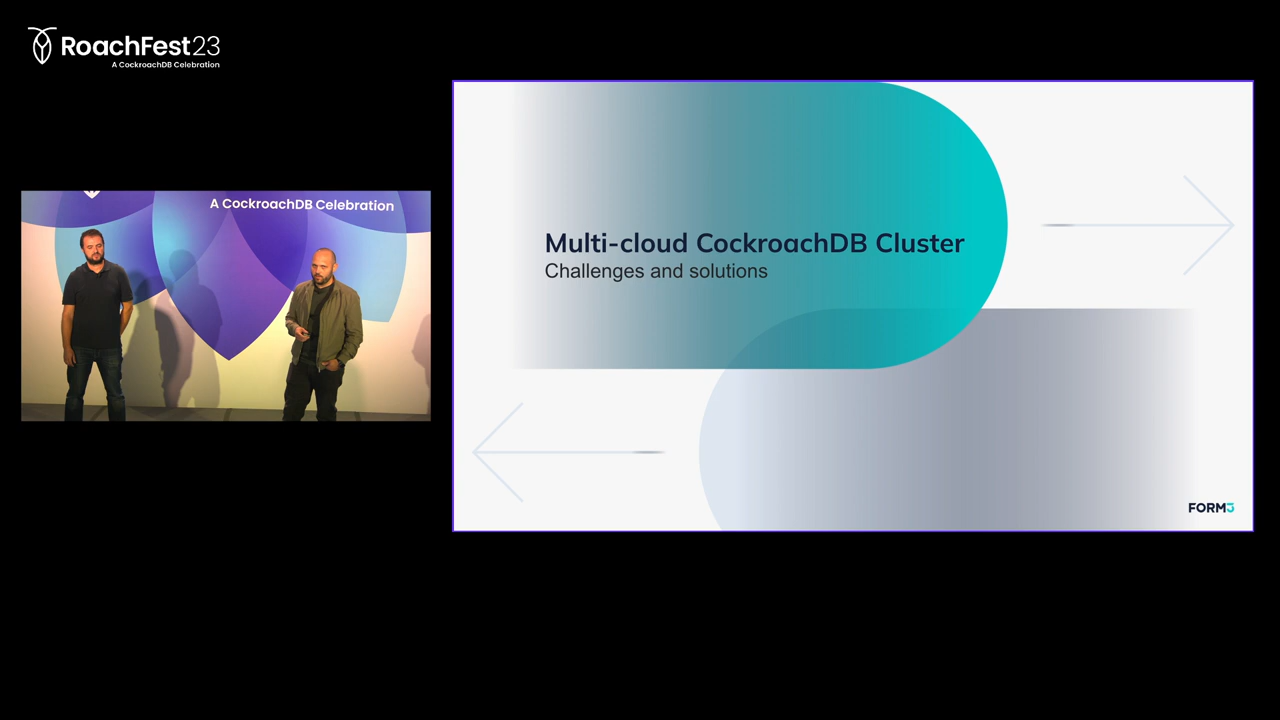 RoachFest23
A CockroachDB Celebration
A CockroachDB Celebration
Multi-cloud CockroachDB Cluster
Challenges and solutions
FORM3